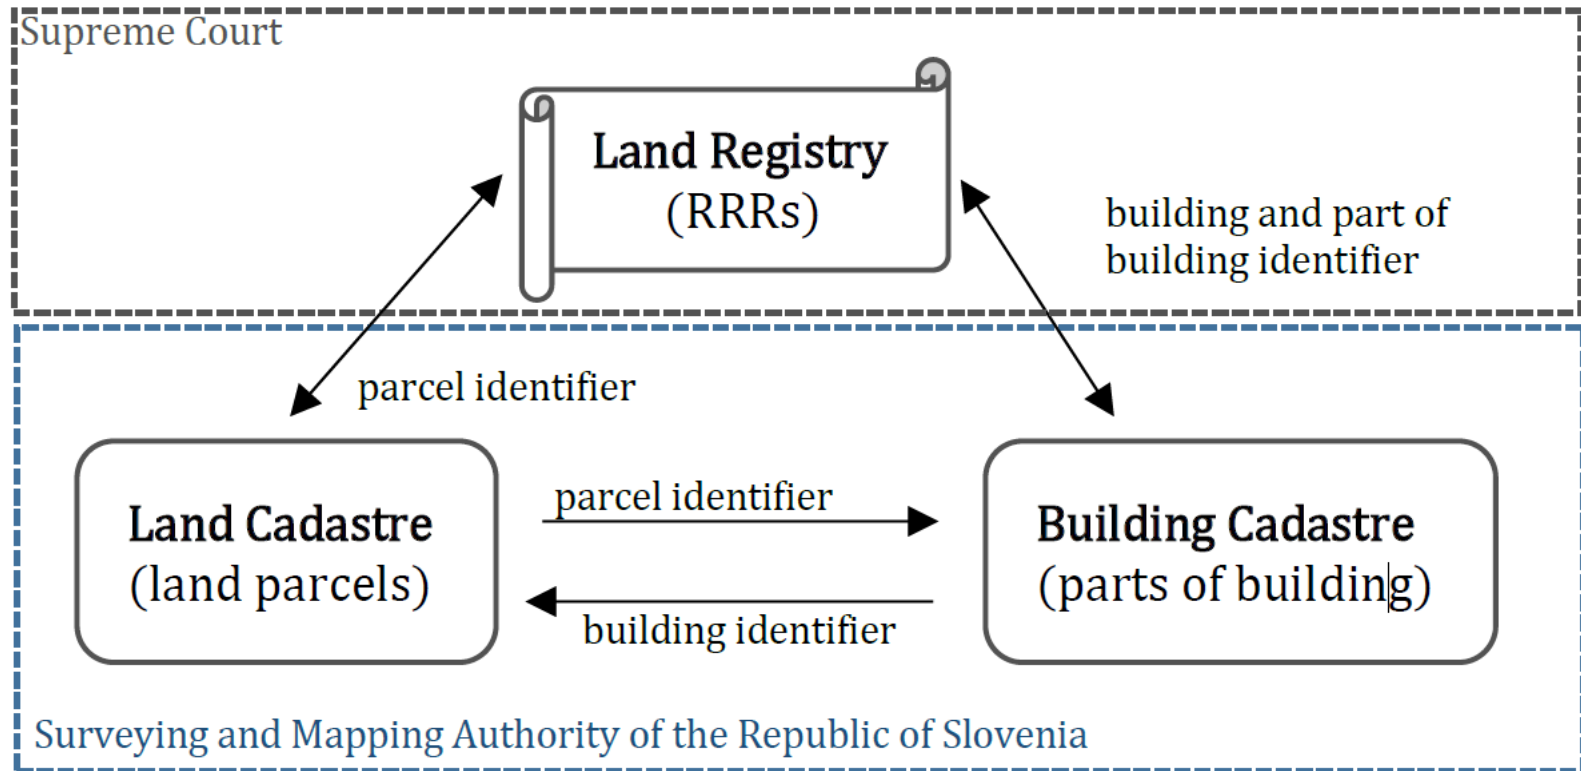 Supreme Court
Land Registry
(RRRs)
building and part of
building identifier
parcel identifier
Land Cadastre
(land parcels)
parcel identifier
building identifier
Building Cadastre
(parts of building)
Surveying and Mapping Authority of the Republic of Slovenia